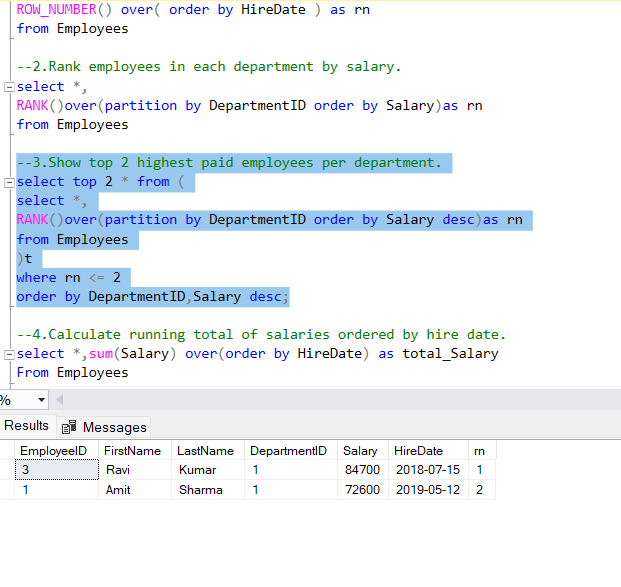 ROW_NUMBER() over( order by HireDate ) as rn
from Employees
--2.Rank employees in each department by salary.
select *,
RANK()over(partition by DepartmentID order by Salary)as rn
from Employees
--3.Show top 2 highest paid employees per department.
select top 2 * from (
select *,
RANK()over(partition by DepartmentID order by Salary desc)as rn
from Employees
)t
where rn <= 2
order by DepartmentID,Salary desc;
--4.Calculate running total of salaries ordered by hire date.
select *,sum(Salary) over(order by HireDate) as total_Salary
From Employees
%
Results Messages
EmployeeID FirstName LastName DepartmentID Salary HireDate rn
3 Ravi Kumar 1 84700 2018-07-15 1
1 Amit Sharma 1 72600 2019-05-12 2